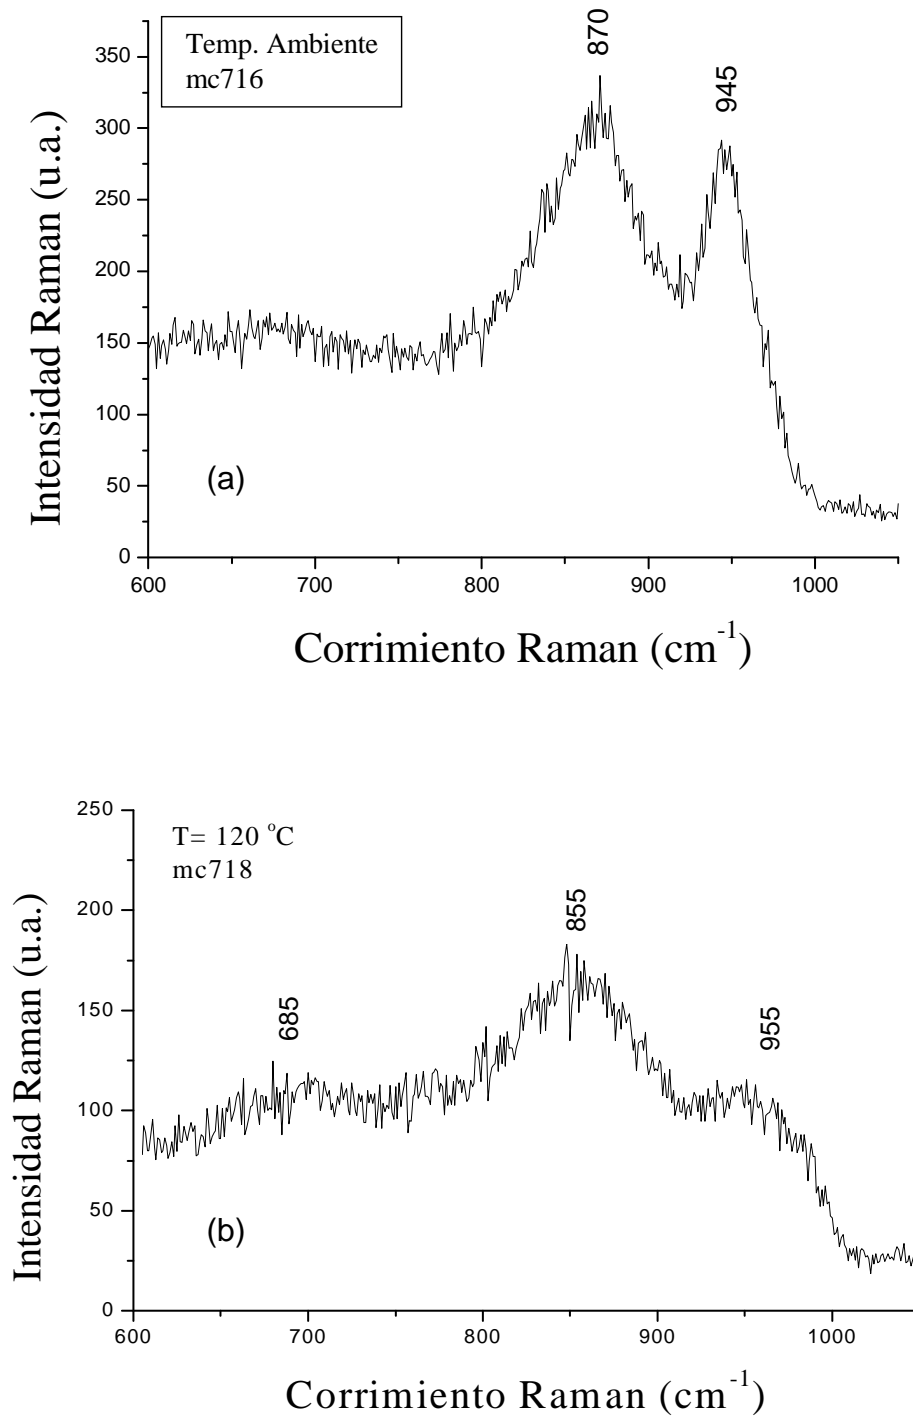 Temp. Ambiente
mc716
870
945
350
300
250
200
150
100
50
0
Intensidad Raman (u.a.)
(a)
600 700 800 900 1000
Corrimiento Raman (cm-1)
250
200
150
100
50
0
T= 120 oC
mc718
685
855
955
Intensidad Raman (u.a.)
(b)
600 700 800 900 1000
Corrimiento Raman (cm-1)